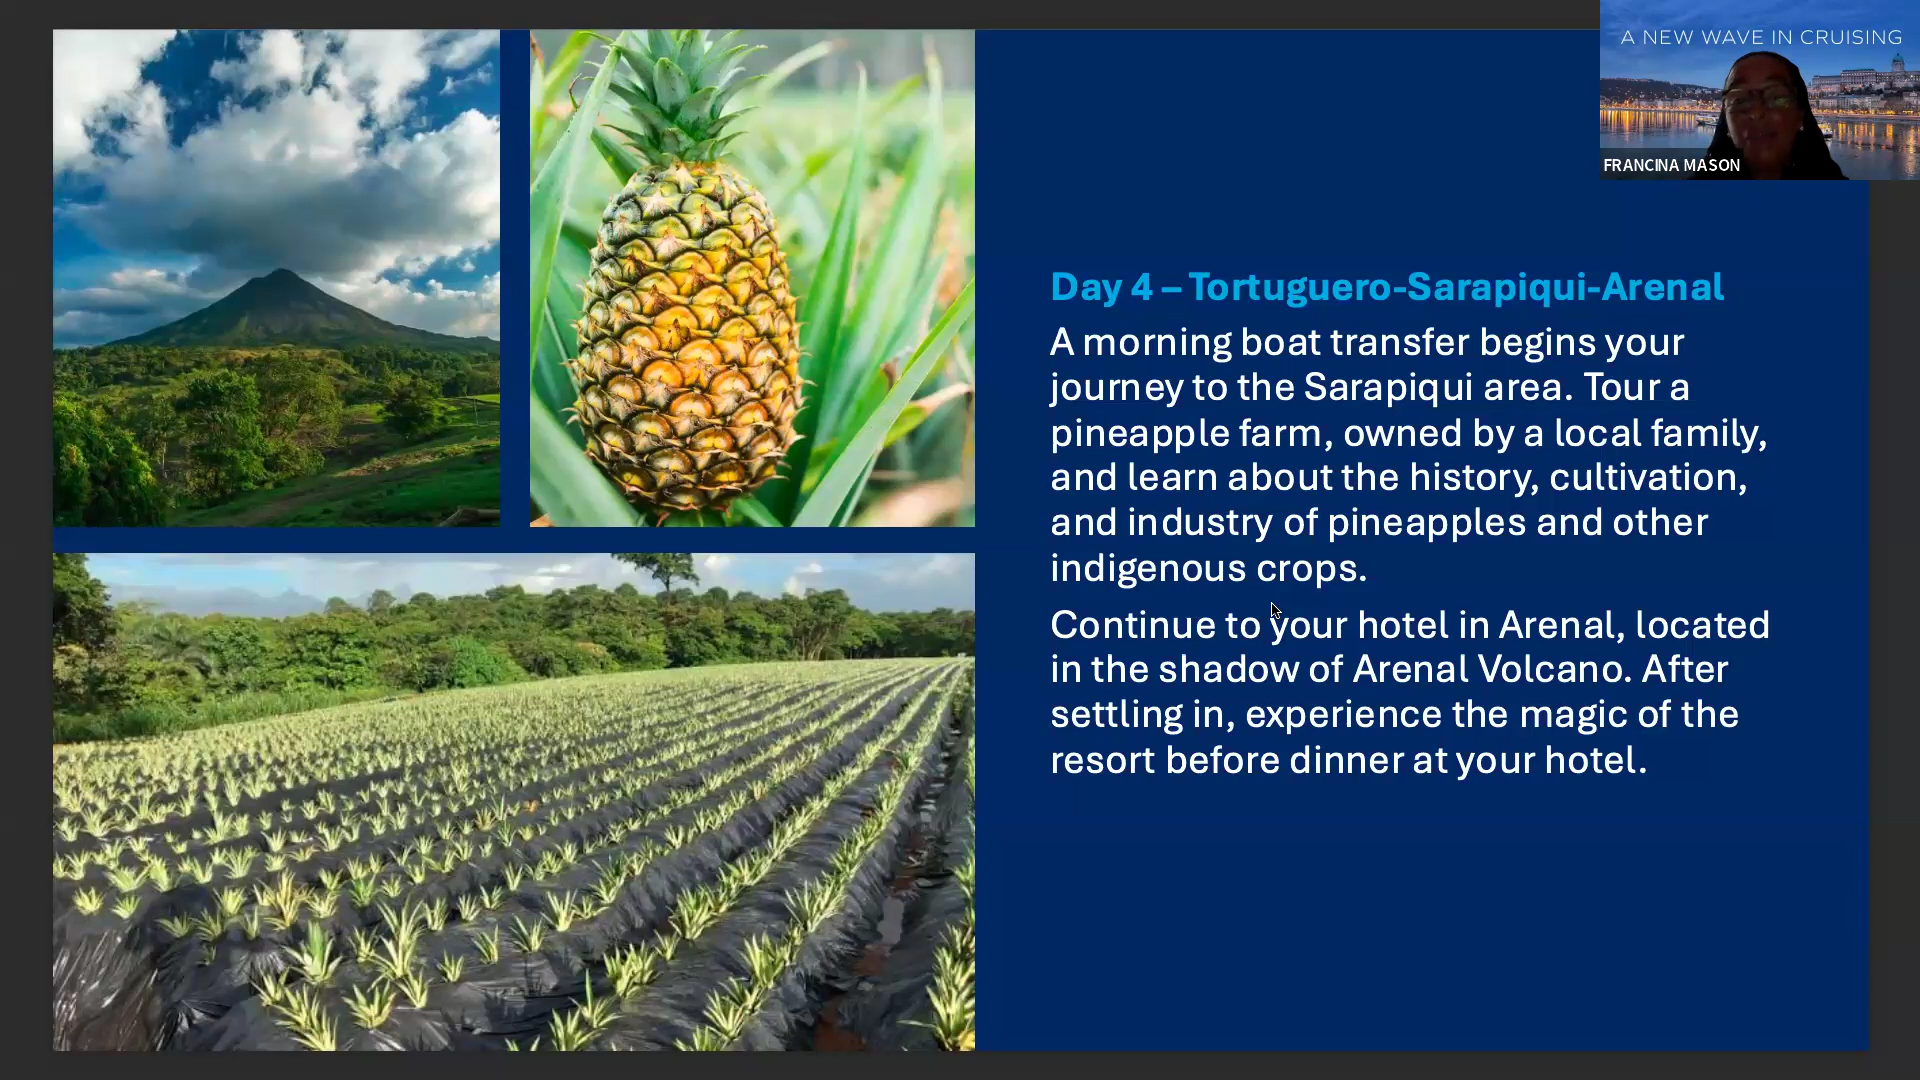 A NEW WAVE IN CRUISING
FRANCINA MASON
Day 4 – Tortuguero-Sarapiqui-Arenal
A morning boat transfer begins your
journey to the Sarapiqui area. Tour a
pineapple farm, owned by a local family,
and learn about the history, cultivation,
and industry of pineapples and other
indigenous crops.
Continue to your hotel in Arenal, located
in the shadow of Arenal Volcano. After
settling in, experience the magic of the
resort before dinner at your hotel.